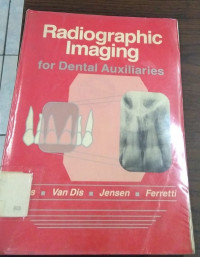 Radiographic
Imaging
for Dental Auxiliaries
Van Dis ■ Jensen ■ Ferretti